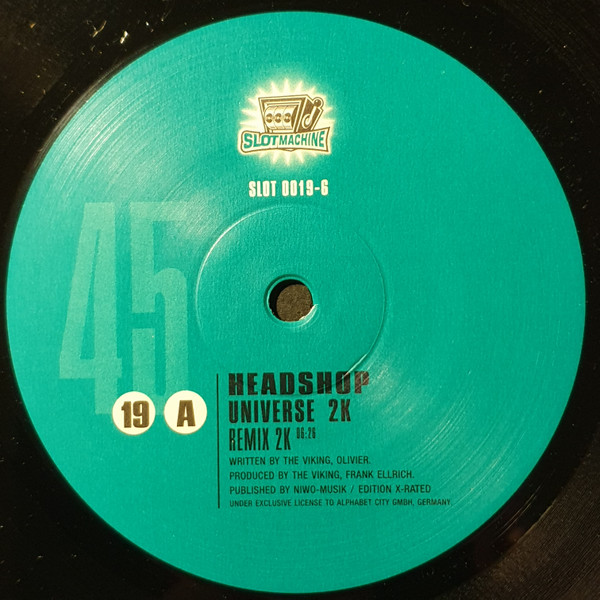 SLOTMACHINE
SLOT 0019-6
45
19 A
HEADSHOP
UNIVERSE 2K
REMIX 2K 06:26
WRITTEN BY THE VIKING, OLIVIER.
PRODUCED BY THE VIKING, FRANK ELLRICH.
PUBLISHED BY NIWO-MUSIK / EDITION X-RATED
UNDER EXCLUSIVE LICENSE TO ALPHABET CITY GMBH, GERMANY.